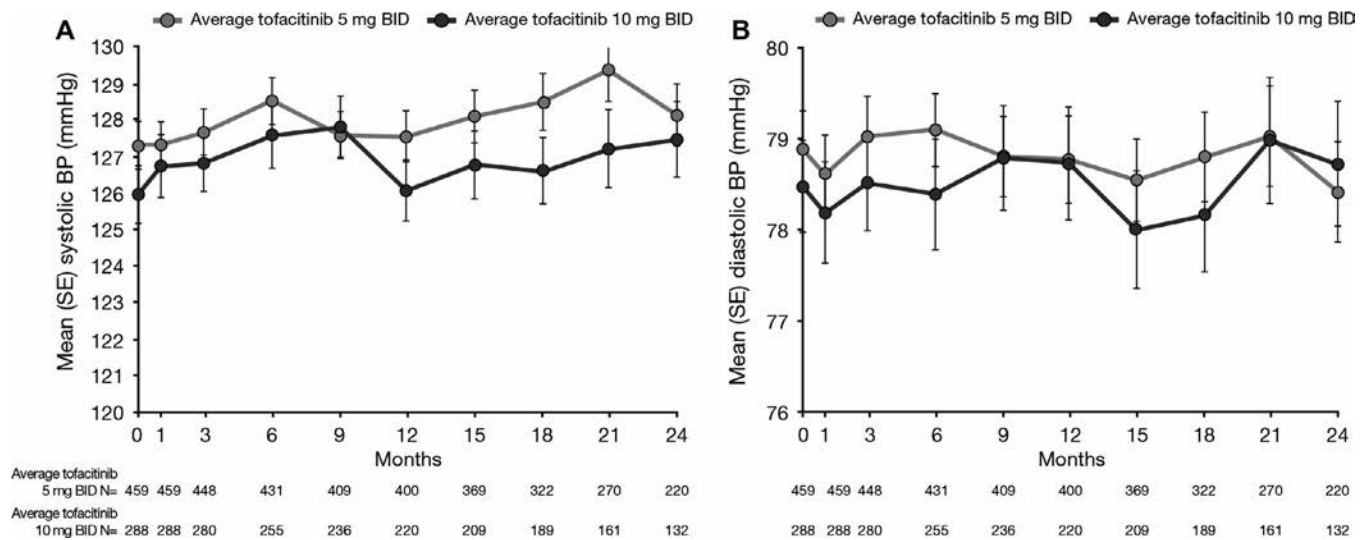 A
Average tofacitinib 5 mg BID
Average tofacitinib 10 mg BID
Mean (SE) systolic BP (mmHg)
130
129
128
127
126
125
124
123
122
121
120
0 1 3 6 9 12 15 18 21 24
Months
Average tofacitinib
5 mg BID N= 459 459 448 431 409 400 369 322 270 220
Average tofacitinib
10 mg BID N= 288 288 280 255 236 220 209 189 161 132
B
Average tofacitinib 5 mg BID
Average tofacitinib 10 mg BID
Mean (SE) diastolic BP (mmHg)
80
79
78
77
76
0 1 3 6 9 12 15 18 21 24
Months
459 459 448 431 409 400 369 322 270 220
288 288 280 255 236 220 209 189 161 132